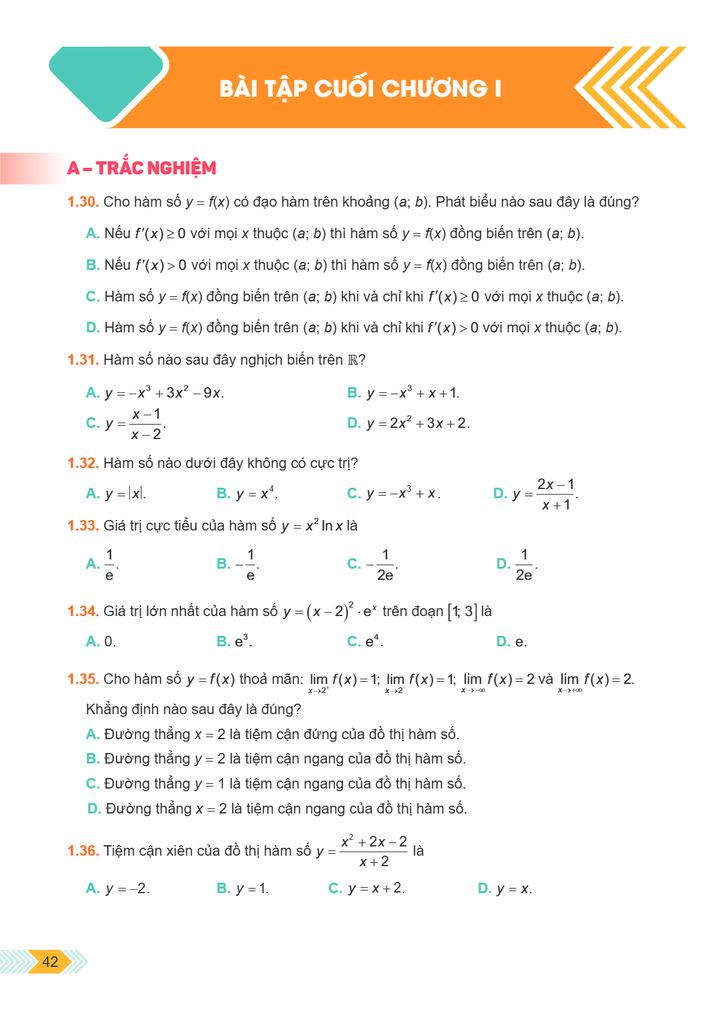 BÀI TẬP CUỐI CHƯƠNG I
A – TRẮC NGHIỆM
1.30. Cho hàm số y = f(x) có đạo hàm trên khoảng (a; b). Phát biểu nào sau đây là đúng?
A. Nếu f′(x) ≥ 0 với mọi x thuộc (a; b) thì hàm số y = f(x) đồng biến trên (a; b).
B. Nếu f′(x) > 0 với mọi x thuộc (a; b) thì hàm số y = f(x) đồng biến trên (a; b).
C. Hàm số y = f(x) đồng biến trên (a; b) khi và chỉ khi f′(x) ≥ 0 với mọi x thuộc (a; b).
D. Hàm số y = f(x) đồng biến trên (a; b) khi và chỉ khi f′(x) > 0 với mọi x thuộc (a; b).
1.31. Hàm số nào sau đây nghịch biến trên ℝ?
A. y = −x³ + 3x² − 9x. B. y = −x³ + x + 1.
C. y = (x − 1)/(x − 2). D. y = 2x² + 3x + 2.
1.32. Hàm số nào dưới đây không có cực trị?
A. y = |x|. B. y = x⁴. C. y = −x³ + x. D. y = (2x − 1)/(x + 1).
1.33. Giá trị cực tiểu của hàm số y = x² ln x là
A. 1/e. B. −1/e. C. −1/(2e). D. 1/(2e).
1.34. Giá trị lớn nhất của hàm số y = (x − 2)² · eˣ trên đoạn [1; 3] là
A. 0. B. e³. C. e⁴. D. e.
1.35. Cho hàm số y = f(x) thoả mãn: lim x→2⁺ f(x) = 1; lim x→2⁻ f(x) = 1; lim x→−∞ f(x) = 2 và lim x→+∞ f(x) = 2.
Khẳng định nào sau đây là đúng?
A. Đường thẳng x = 2 là tiệm cận đứng của đồ thị hàm số.
B. Đường thẳng y = 2 là tiệm cận ngang của đồ thị hàm số.
C. Đường thẳng y = 1 là tiệm cận ngang của đồ thị hàm số.
D. Đường thẳng x = 2 là tiệm cận ngang của đồ thị hàm số.
1.36. Tiệm cận xiên của đồ thị hàm số y = (x² + 2x − 2)/(x + 2) là
A. y = −2. B. y = 1. C. y = x + 2. D. y = x.
42